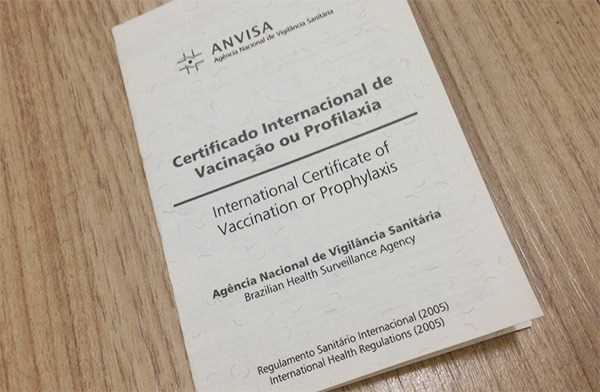 ANVISA
Agência Nacional de Vigilância Sanitária
Certificado Internacional de
Vacinação ou Profilaxia
International Certificate of
Vaccination or Prophylaxis
Agência Nacional de Vigilância Sanitária
Brazilian Health Surveillance Agency
Regulamento Sanitário Internacional (2005)
International Health Regulations (2005)